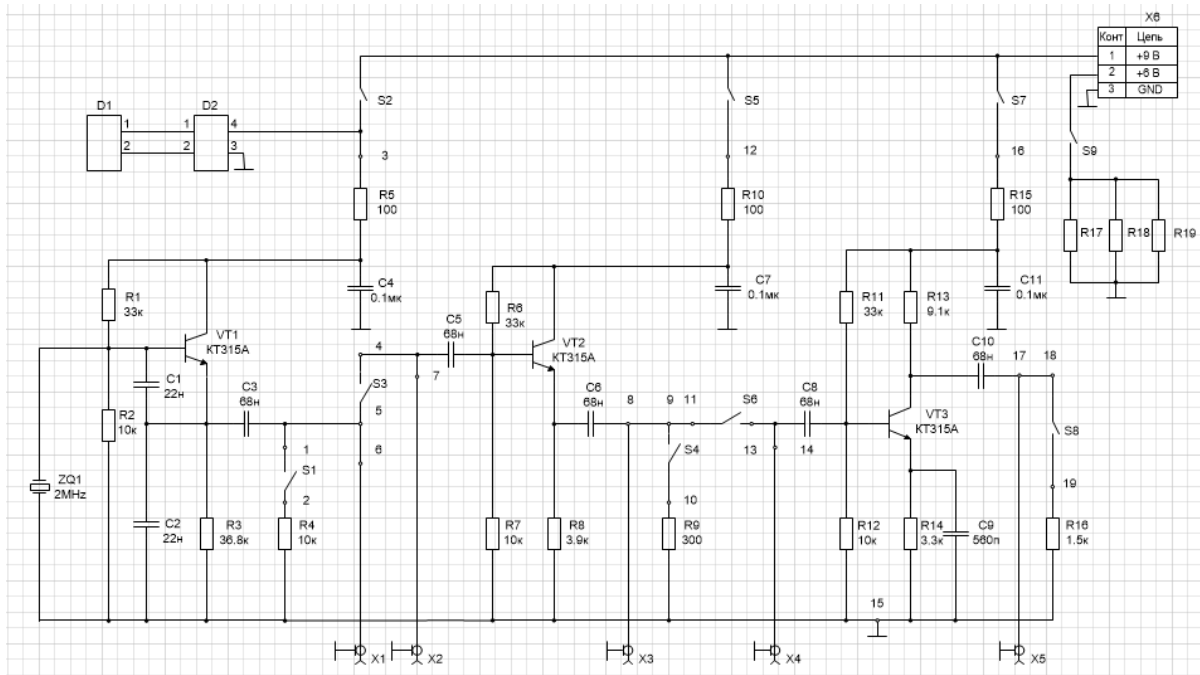 X6
Конт Цепь
1 +9 В
2 +6 В
3 GND
S2
S5
S7
D1
D2
1 1 4
2 2 3
3
12
16
S9
R5
100
R10
100
R15
100
R17
R18
R19
R1
33к
C4
0.1мк
R6
33к
C7
0.1мк
R11
33к
R13
9.1к
C11
0.1мк
VT1
КТ315А
C5
68н
VT2
КТ315А
C10
68н
17
18
4
7
C1
22н
C3
68н
S3
5
C6
68н
8
9
11
S6
C8
68н
VT3
КТ315А
S8
R2
10к
1
6
S4
13
14
ZQ1
2MHz
S1
2
10
19
C2
22н
R3
36.8к
R4
10к
R7
10к
R8
3.9к
R9
300
R12
10к
R14
3.3к
C9
560п
R16
1.5к
15
X1
X2
X3
X4
X5